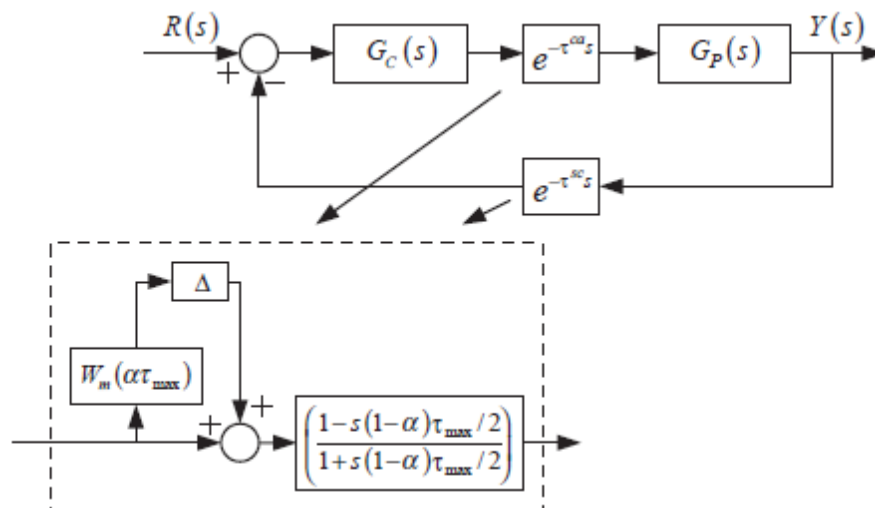 R(s)
Y(s)
+
−
G_C(s)
e^{−τ^{ca}s}
G_P(s)
e^{−τ^{sc}s}
Δ
W_m(ατ_max)
+
+
(1−s(1−α)τ_max/2
1+s(1−α)τ_max/2)